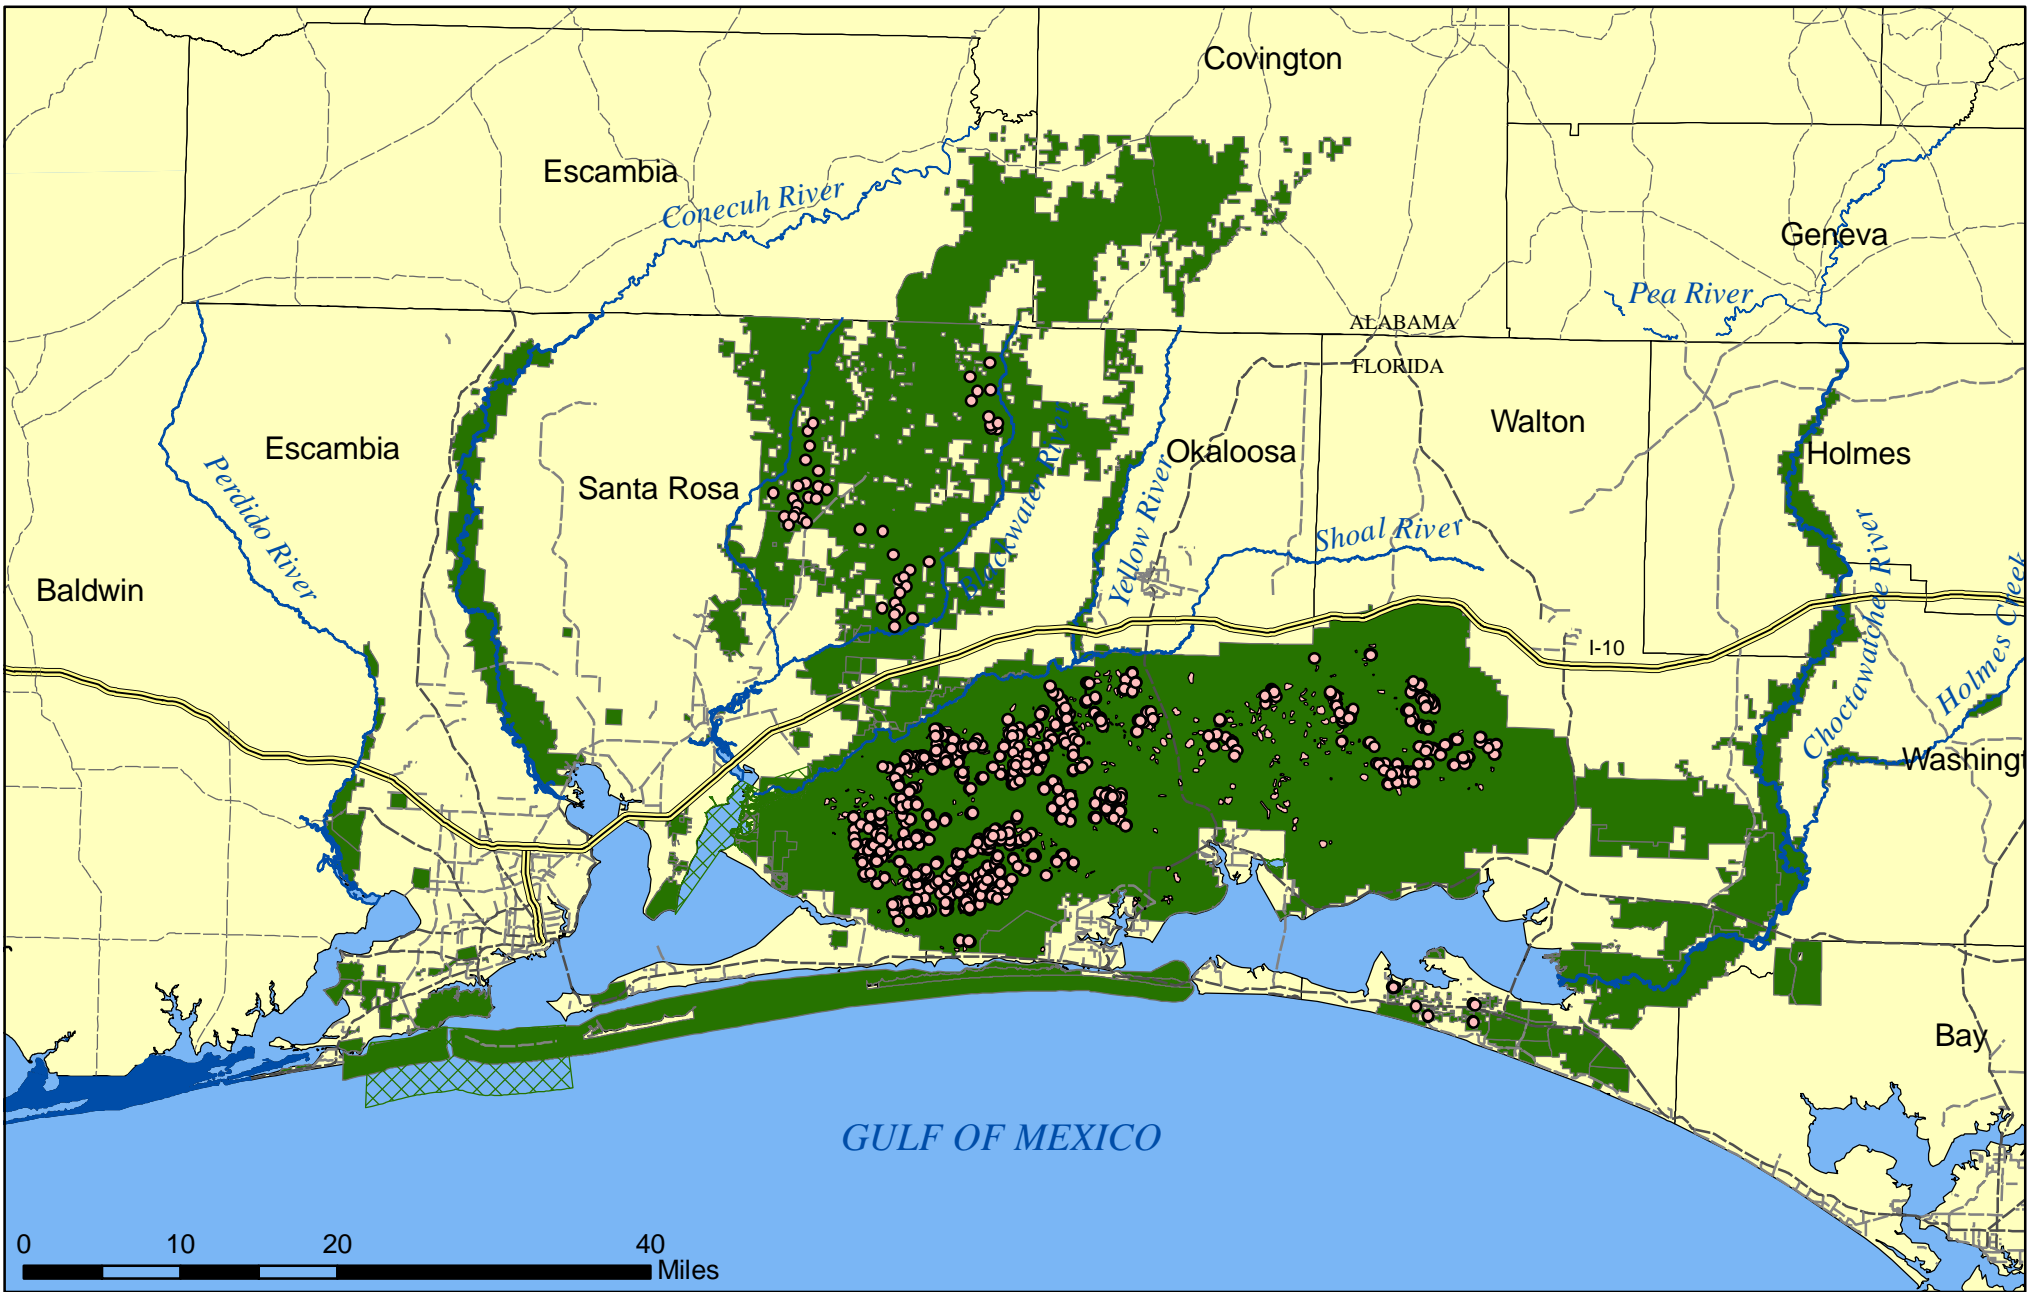 Covington
Escambia
Conecuh River
Geneva
Pea River
ALABAMA
FLORIDA
Walton
Escambia
Okaloosa
Holmes
Santa Rosa
Perdido River
Blackwater River
Yellow River
Shoal River
Choctawatchee River
Holmes Creek
Baldwin
I-10
Washingt
Bay
GULF OF MEXICO
0 10 20 40
Miles